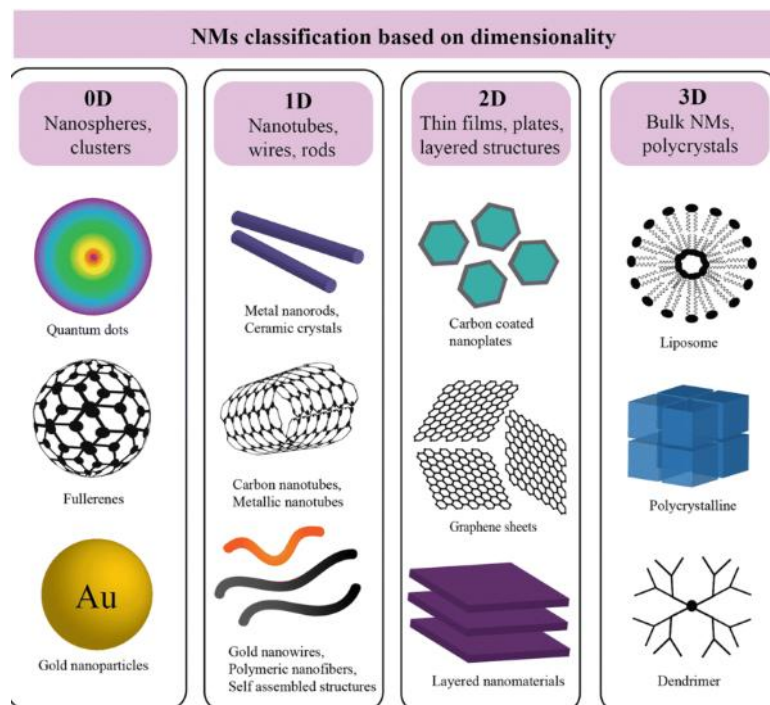 NMs classification based on dimensionality
0D
Nanospheres,
clusters
Quantum dots
Fullerenes
Au
Gold nanoparticles
1D
Nanotubes,
wires, rods
Metal nanorods,
Ceramic crystals
Carbon nanotubes,
Metallic nanotubes
Gold nanowires,
Polymeric nanofibers,
Self assembled structures
2D
Thin films, plates,
layered structures
Carbon coated
nanoplates
Graphene sheets
Layered nanomaterials
3D
Bulk NMs,
polycrystals
Liposome
Polycrystalline
Dendrimer